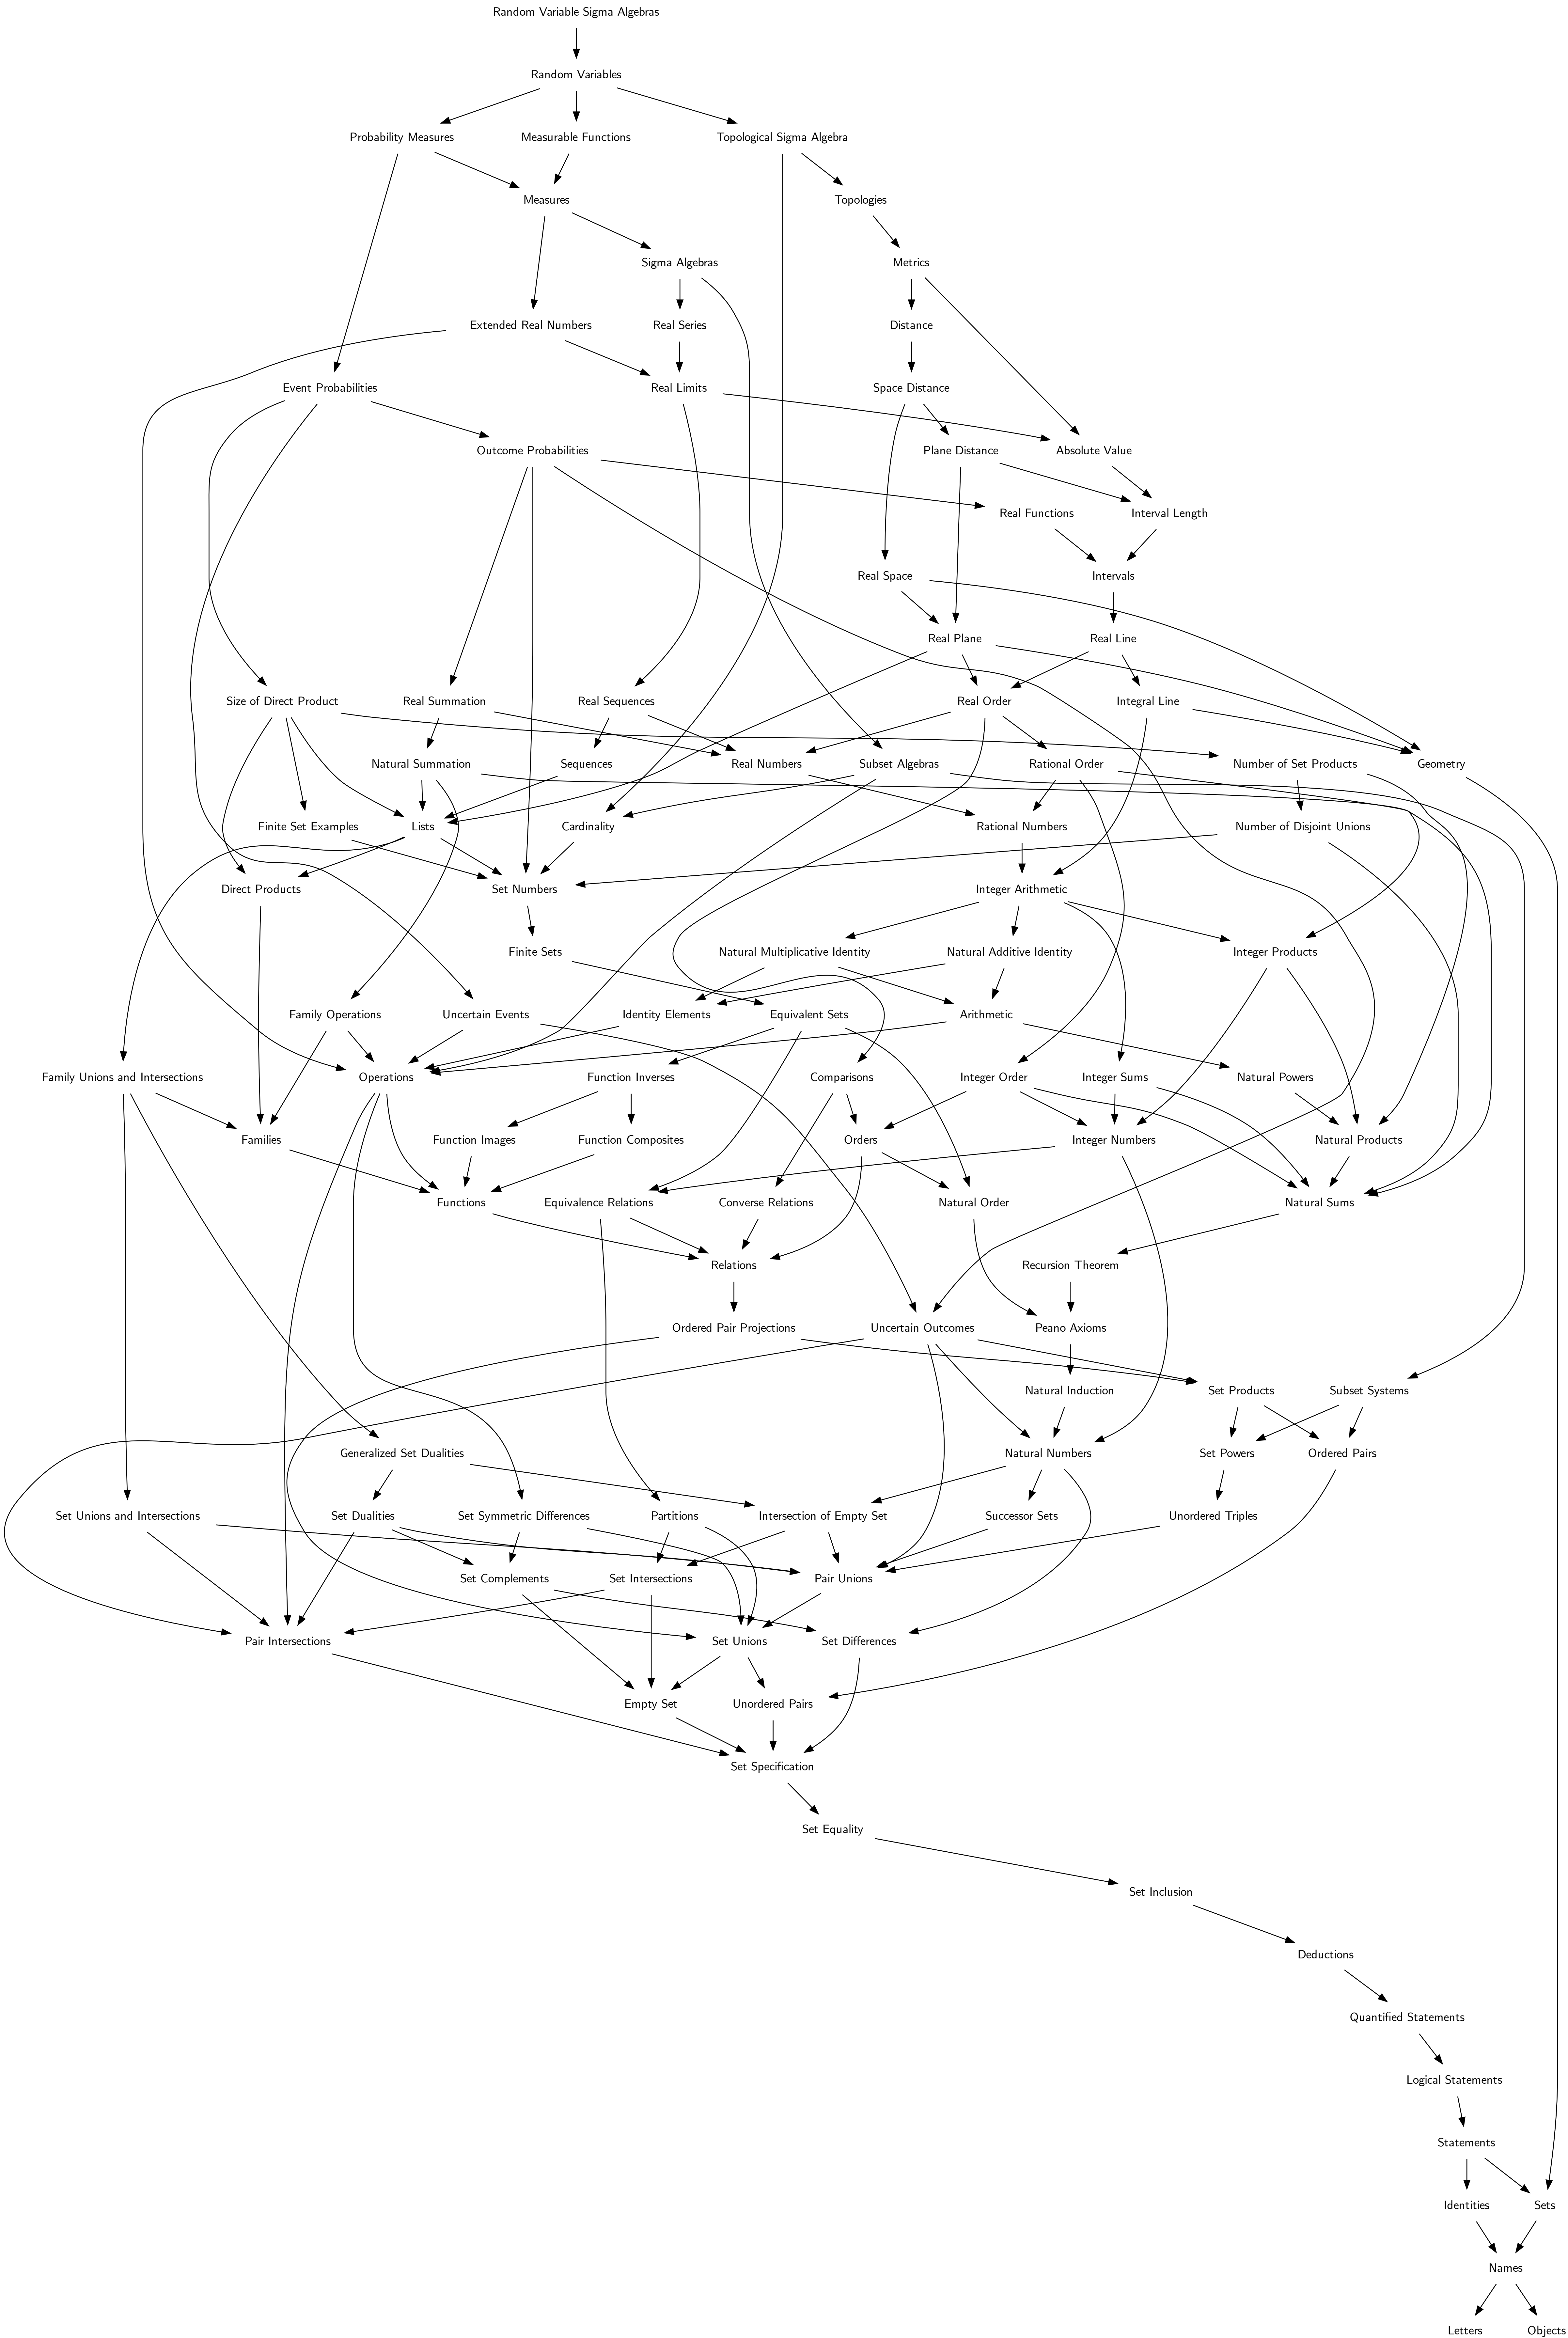 Random Variable Sigma Algebras
Random Variables
Probability Measures
Measurable Functions
Topological Sigma Algebra
Measures
Topologies
Sigma Algebras
Metrics
Extended Real Numbers
Real Series
Distance
Event Probabilities
Real Limits
Space Distance
Outcome Probabilities
Plane Distance
Absolute Value
Real Functions
Interval Length
Real Space
Intervals
Real Plane
Real Line
Size of Direct Product
Real Summation
Real Sequences
Real Order
Integral Line
Natural Summation
Sequences
Real Numbers
Subset Algebras
Rational Order
Number of Set Products
Geometry
Finite Set Examples
Lists
Cardinality
Rational Numbers
Number of Disjoint Unions
Direct Products
Set Numbers
Integer Arithmetic
Finite Sets
Natural Multiplicative Identity
Natural Additive Identity
Integer Products
Family Operations
Uncertain Events
Identity Elements
Equivalent Sets
Arithmetic
Family Unions and Intersections
Operations
Function Inverses
Comparisons
Integer Order
Integer Sums
Natural Powers
Families
Function Images
Function Composites
Orders
Integer Numbers
Natural Products
Functions
Equivalence Relations
Converse Relations
Natural Order
Natural Sums
Relations
Recursion Theorem
Ordered Pair Projections
Uncertain Outcomes
Peano Axioms
Natural Induction
Set Products
Subset Systems
Generalized Set Dualities
Natural Numbers
Set Powers
Ordered Pairs
Set Unions and Intersections
Set Dualities
Set Symmetric Differences
Partitions
Intersection of Empty Set
Successor Sets
Unordered Triples
Set Complements
Set Intersections
Pair Unions
Pair Intersections
Set Unions
Set Differences
Empty Set
Unordered Pairs
Set Specification
Set Equality
Set Inclusion
Deductions
Quantified Statements
Logical Statements
Statements
Identities
Sets
Names
Letters
Objects